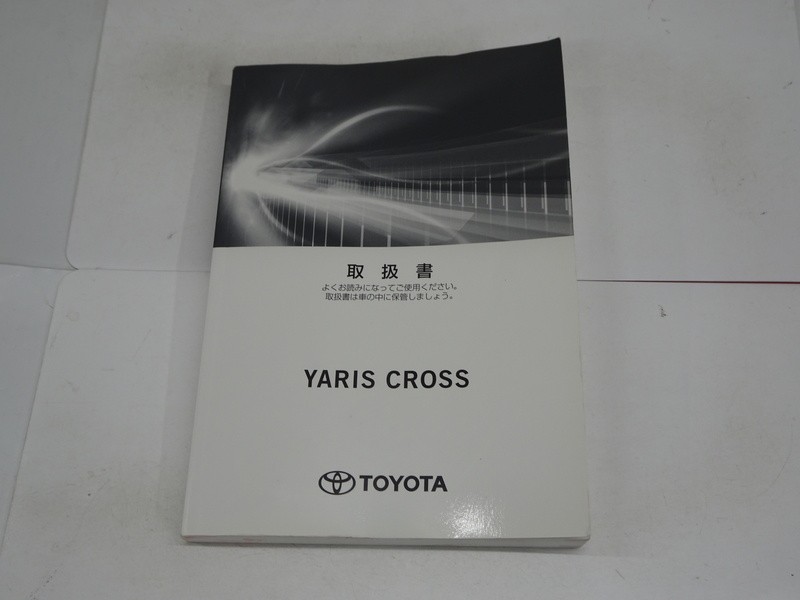 取扱書
よくお読みになってご使用ください。
取扱書は車の中に保管しましょう。
YARIS CROSS
TOYOTA